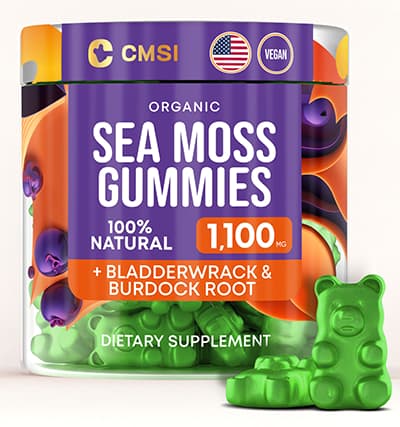 CMSI
VEGAN
ORGANIC
SEA MOSS
GUMMIES
100%
NATURAL
1,100 MG
+ BLADDERWRACK &
BURDOCK ROOT
DIETARY SUPPLEMENT